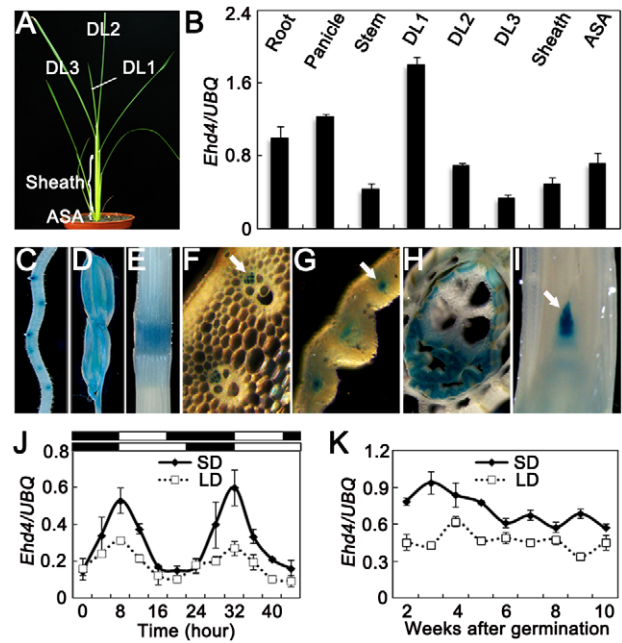 A
DL2
DL3
DL1
Sheath
ASA
B
2.4
1.6
0.8
0
Ehd4/UBQ
Root
Panicle
Stem
DL1
DL2
DL3
Sheath
ASA
C
D
E
F
G
H
I
J
SD
LD
0.8
0.6
0.4
0.2
0
Ehd4/UBQ
0 8 16 24 32 40
Time (hour)
K
SD
LD
1.2
0.9
0.6
0.3
0
Ehd4/UBQ
2 4 6 8 10
Weeks after germination